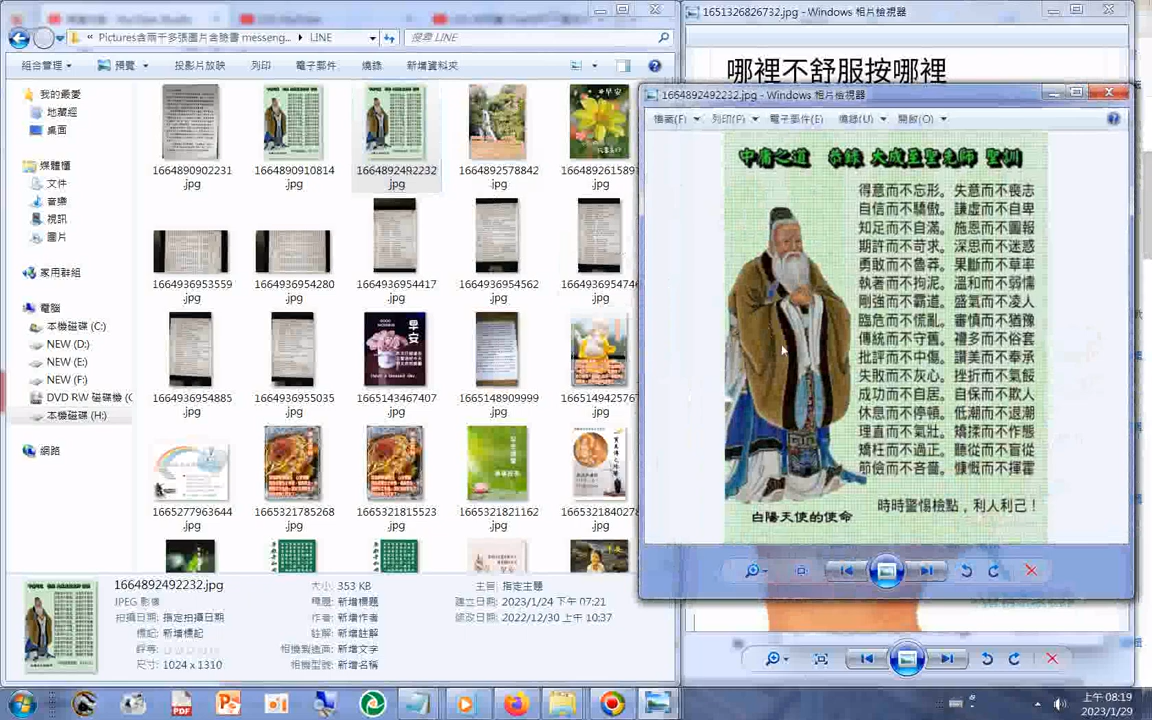 1651326826732.jpg - Windows 相片檢視器
« Pictures含兩千多張圖片含臉書 messeng... ▸ LINE
搜尋 LINE
組合管理 預覽 投影片放映 列印 電子郵件 燒錄 新增資料夾
我的最愛
地藏經
桌面
媒體櫃
文件
音樂
視訊
圖片
家用群組
電腦
本機磁碟 (C:)
NEW (D:)
NEW (E:)
NEW (F:)
DVD RW 磁碟機 (
本機磁碟 (H:)
網路
1664890902231.jpg
1664890910814.jpg
1664892492232.jpg
1664892578842.jpg
166489261589
.jpg
1664936953559.jpg
1664936954280.jpg
1664936954417.jpg
1664936954562.jpg
166493695474
.jpg
1664936954885.jpg
1664936955035.jpg
1665143467407.jpg
1665148909999.jpg
166514942576
.jpg
1665277963644.jpg
1665321785268.jpg
1665321815523.jpg
1665321821162.jpg
166532184027
.jpg
早安
1664892492232.jpg
JPEG 影像
拍攝日期: 指定拍攝日期
標記: 新增標記
評等:
尺寸: 1024 x 1310
大小: 353 KB
標題: 新增標題
作者: 新增作者
註解: 新增註解
相機製造商: 新增文字
相機型號: 新增名稱
主旨: 指定主題
建立日期: 2023/1/24 下午 07:21
修改日期: 2022/12/30 上午 10:37
哪裡不舒服按哪裡
1664892492232.jpg - Windows 相片檢視器
檔案(F) 列印(P) 電子郵件(E) 燒錄(U) 開啟(O)
中庸之道 恭錄 大成至聖先師 聖訓
得意而不忘形。失意而不喪志
自信而不驕傲。謙虛而不自卑
知足而不自滿。施恩而不圖報
期許而不苛求。深思而不迷惑
勇敢而不魯莽。果斷而不草率
執著而不拘泥。溫和而不弱懦
剛強而不霸道。盛氣而不凌人
臨危而不慌亂。審慎而不猶豫
傳統而不守舊。禮多而不俗套
批評而不中傷。讚美而不奉承
失敗而不灰心。挫折而不氣餒
成功而不自居。自保而不欺人
休息而不停頓。低潮而不退潮
理直而不氣壯。矯揉而不作態
矯枉而不過正。聽從而不盲從
節儉而不吝嗇。慷慨而不揮霍
時時警惕檢點，利人利己！
白陽天使的使命
上午 08:19
2023/1/29